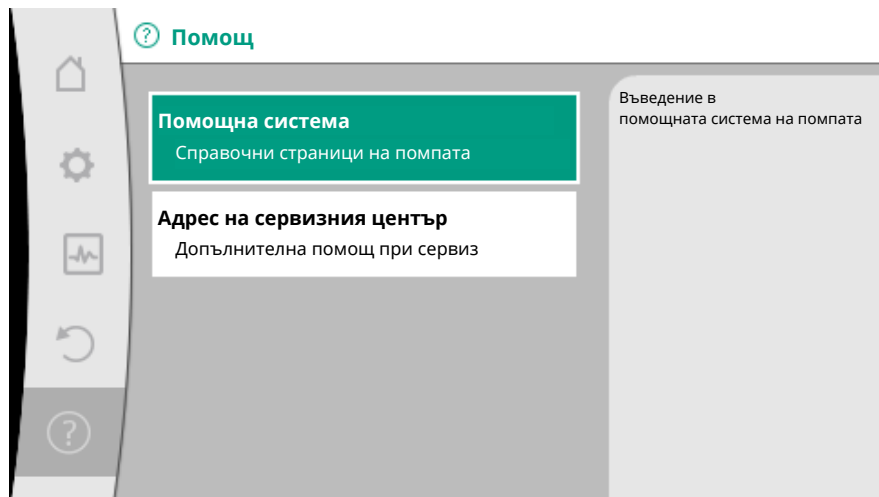 Помощ
Помощна система
Справочни страници на помпата
Адрес на сервизния център
Допълнителна помощ при сервиз
Въведение в
помощната система на помпата